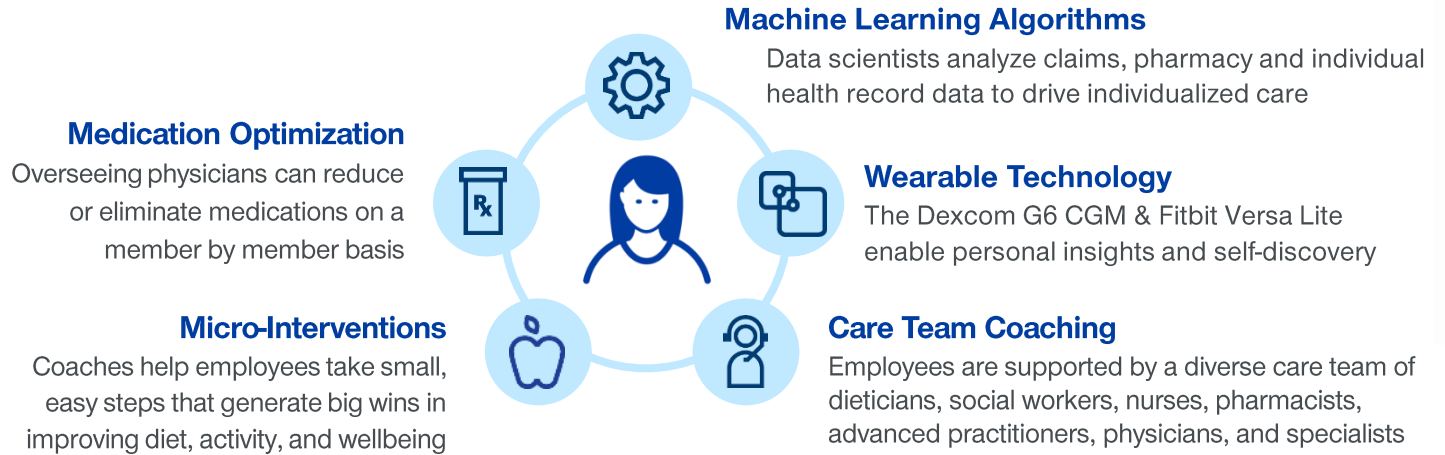 Machine Learning Algorithms
Data scientists analyze claims, pharmacy and individual
health record data to drive individualized care
Wearable Technology
The Dexcom G6 CGM & Fitbit Versa Lite
enable personal insights and self-discovery
Care Team Coaching
Employees are supported by a diverse care team of
dieticians, social workers, nurses, pharmacists,
advanced practitioners, physicians, and specialists
Micro-Interventions
Coaches help employees take small,
easy steps that generate big wins in
improving diet, activity, and wellbeing
Medication Optimization
Overseeing physicians can reduce
or eliminate medications on a
member by member basis
Rx